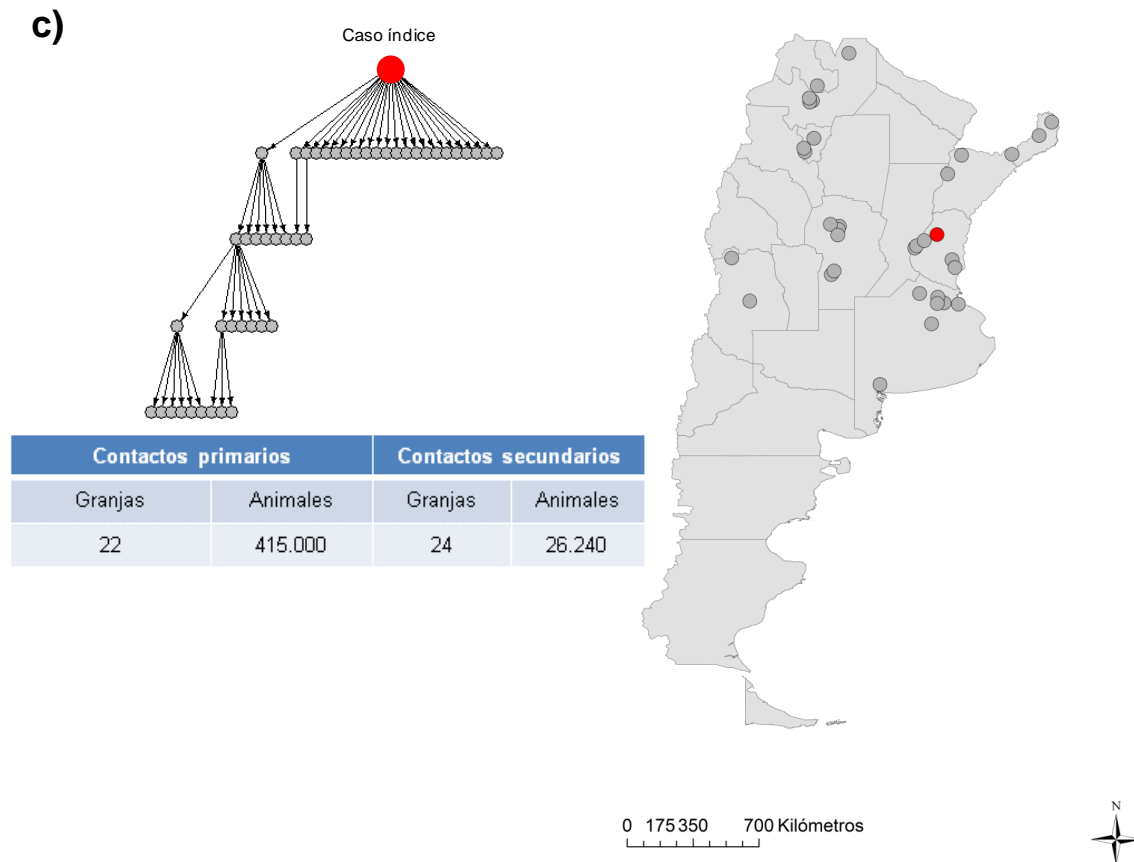 c)
Caso índice
Contactos primarios Contactos secundarios
Granjas Animales Granjas Animales
22 415.000 24 26.240
0 175 350 700 Kilómetros
N